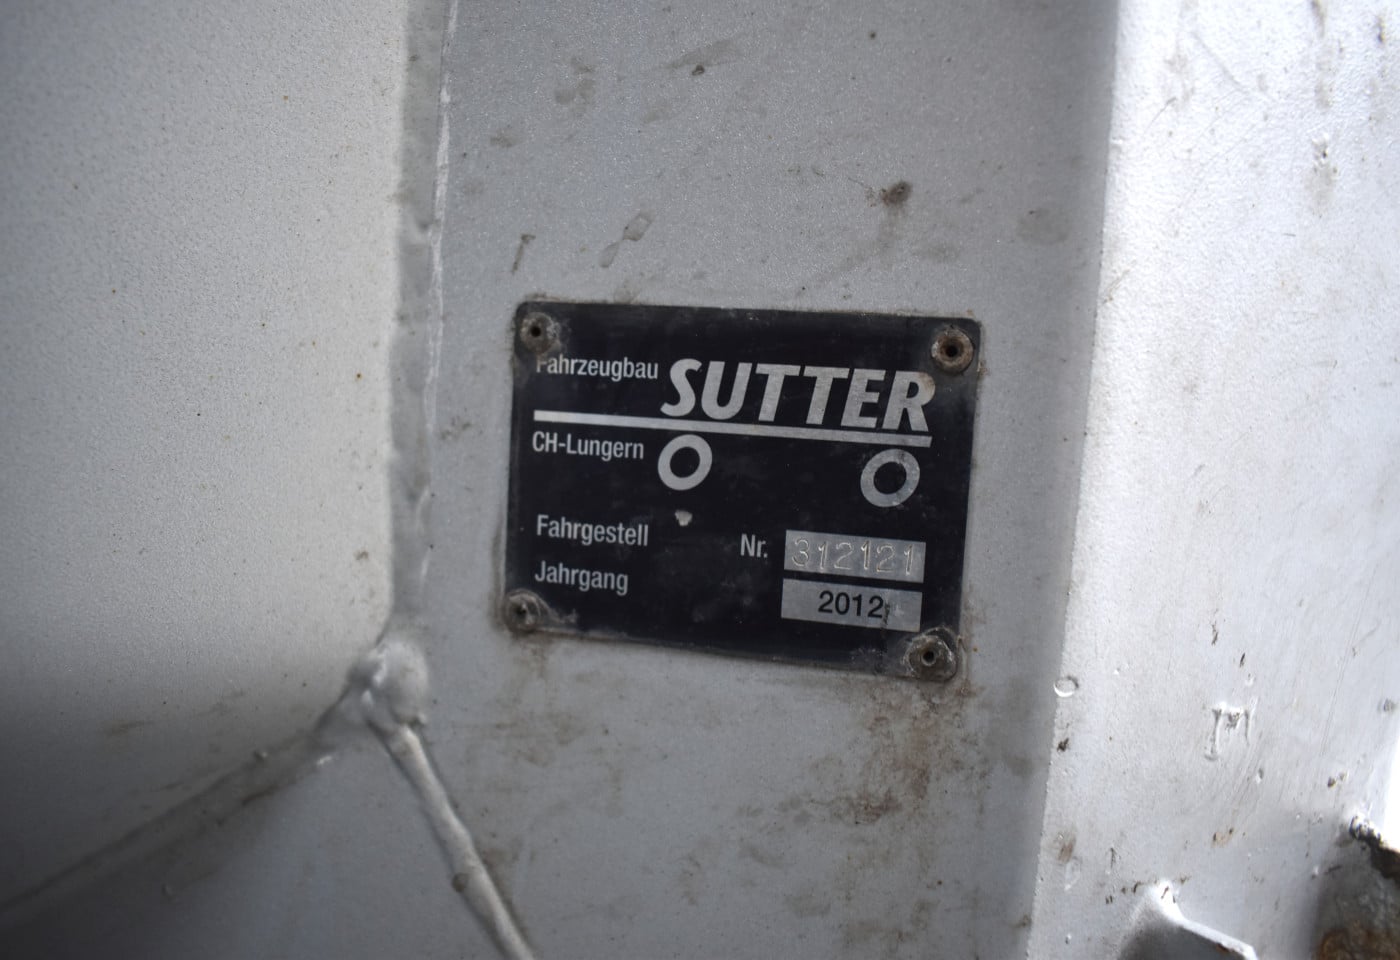 Fahrzeugbau SUTTER
CH-Lungern
Fahrgestell Nr. 312121
Jahrgang 2012